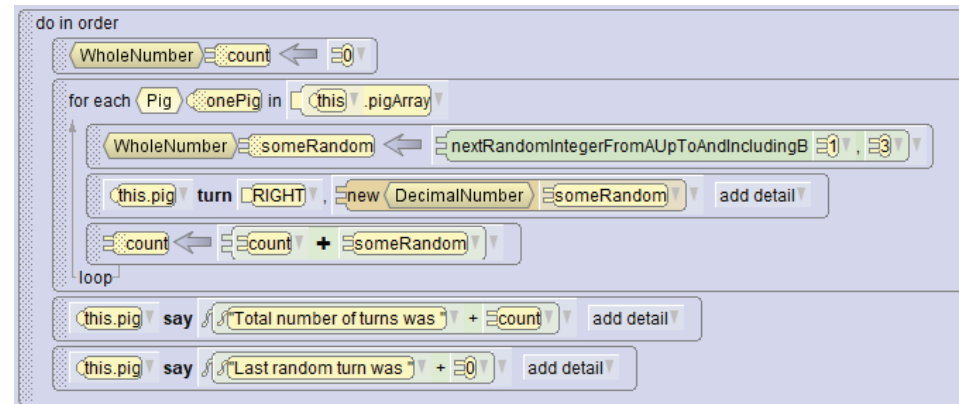 do in order
WholeNumber count 0
for each Pig onePig in this .pigArray
WholeNumber someRandom nextRandomIntegerFromAUpToAndIncludingB 1 , 3
this.pig turn RIGHT , new DecimalNumber someRandom add detail
count count + someRandom
loop
this.pig say "Total number of turns was " + count add detail
this.pig say "Last random turn was " + 0 add detail